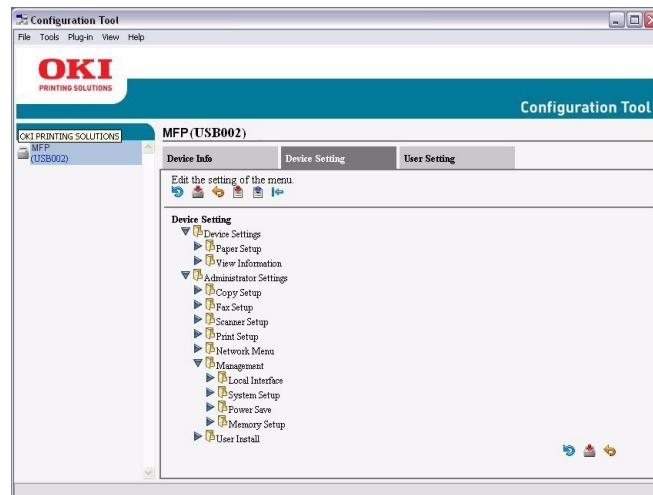 Configuration Tool
File Tools Plug-in View Help
OKI
PRINTING SOLUTIONS
Configuration Tool
OKI PRINTING SOLUTIONS
MFP
(USB002)
MFP(USB002)
Device Info Device Setting User Setting
Edit the setting of the menu.
Device Setting
Device Settings
Paper Setup
View Information
Administrator Settings
Copy Setup
Fax Setup
Scanner Setup
Print Setup
Network Menu
Management
Local Interface
System Setup
Power Save
Memory Setup
User Install